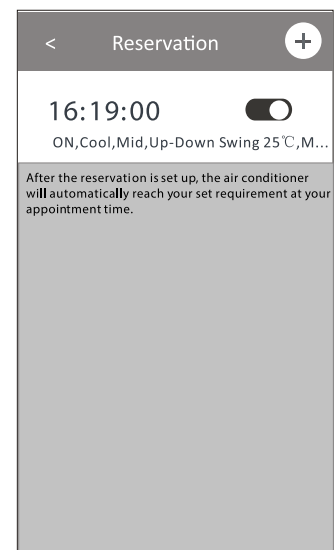 < Reservation +
16:19:00
ON,Cool,Mid,Up-Down Swing 25℃,M...
After the reservation is set up, the air conditioner
will automatically reach your set requirement at your
appointment time.